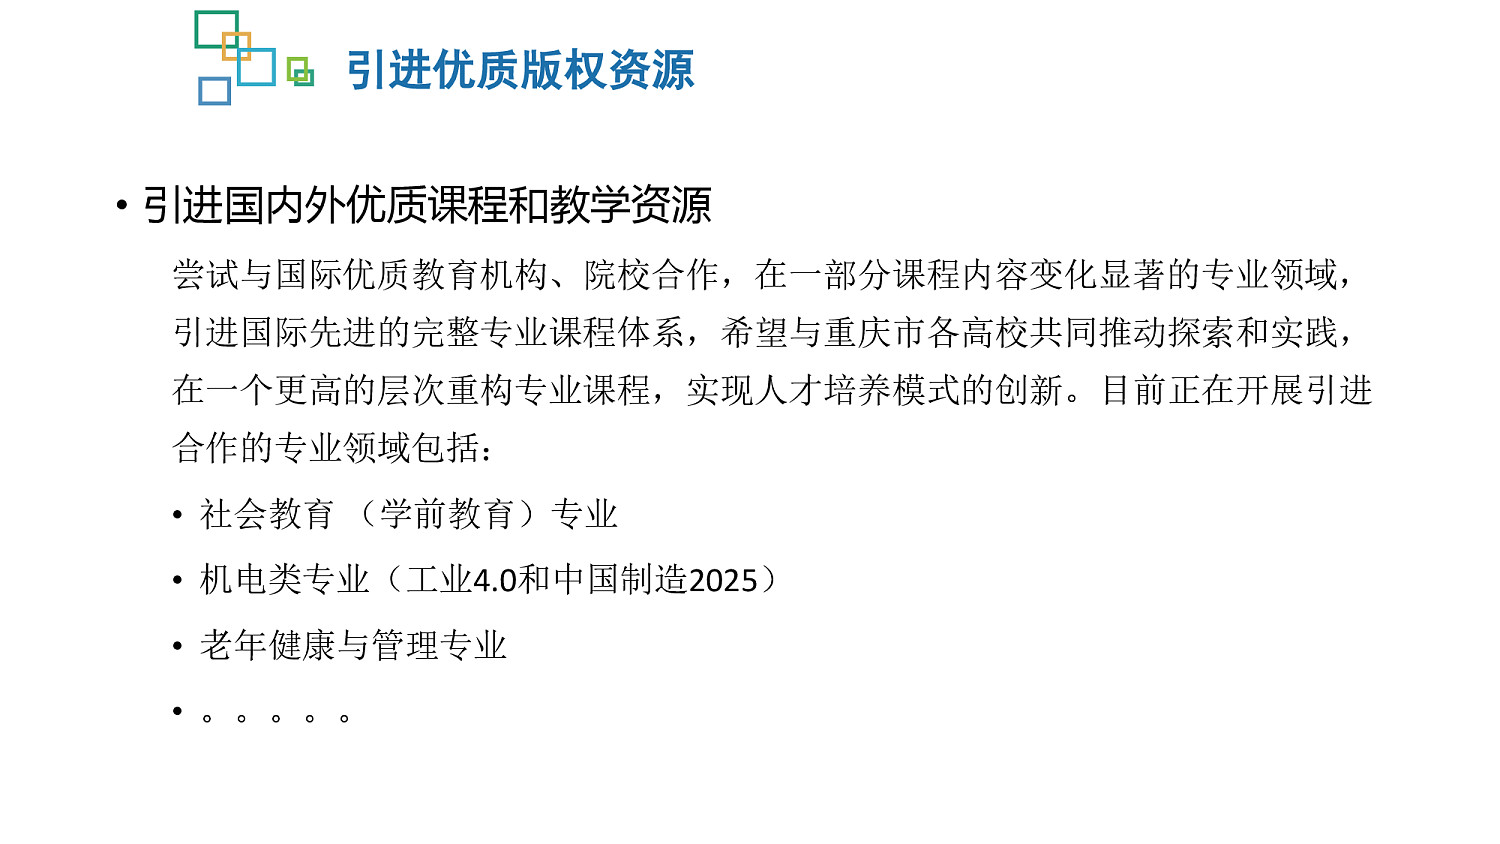 引进优质版权资源
• 引进国内外优质课程和教学资源
尝试与国际优质教育机构、院校合作，在一部分课程内容变化显著的专业领域，
引进国际先进的完整专业课程体系，希望与重庆市各高校共同推动探索和实践，
在一个更高的层次重构专业课程，实现人才培养模式的创新。目前正在开展引进
合作的专业领域包括：
• 社会教育 （学前教育）专业
• 机电类专业（工业4.0和中国制造2025）
• 老年健康与管理专业
• 。。。。。